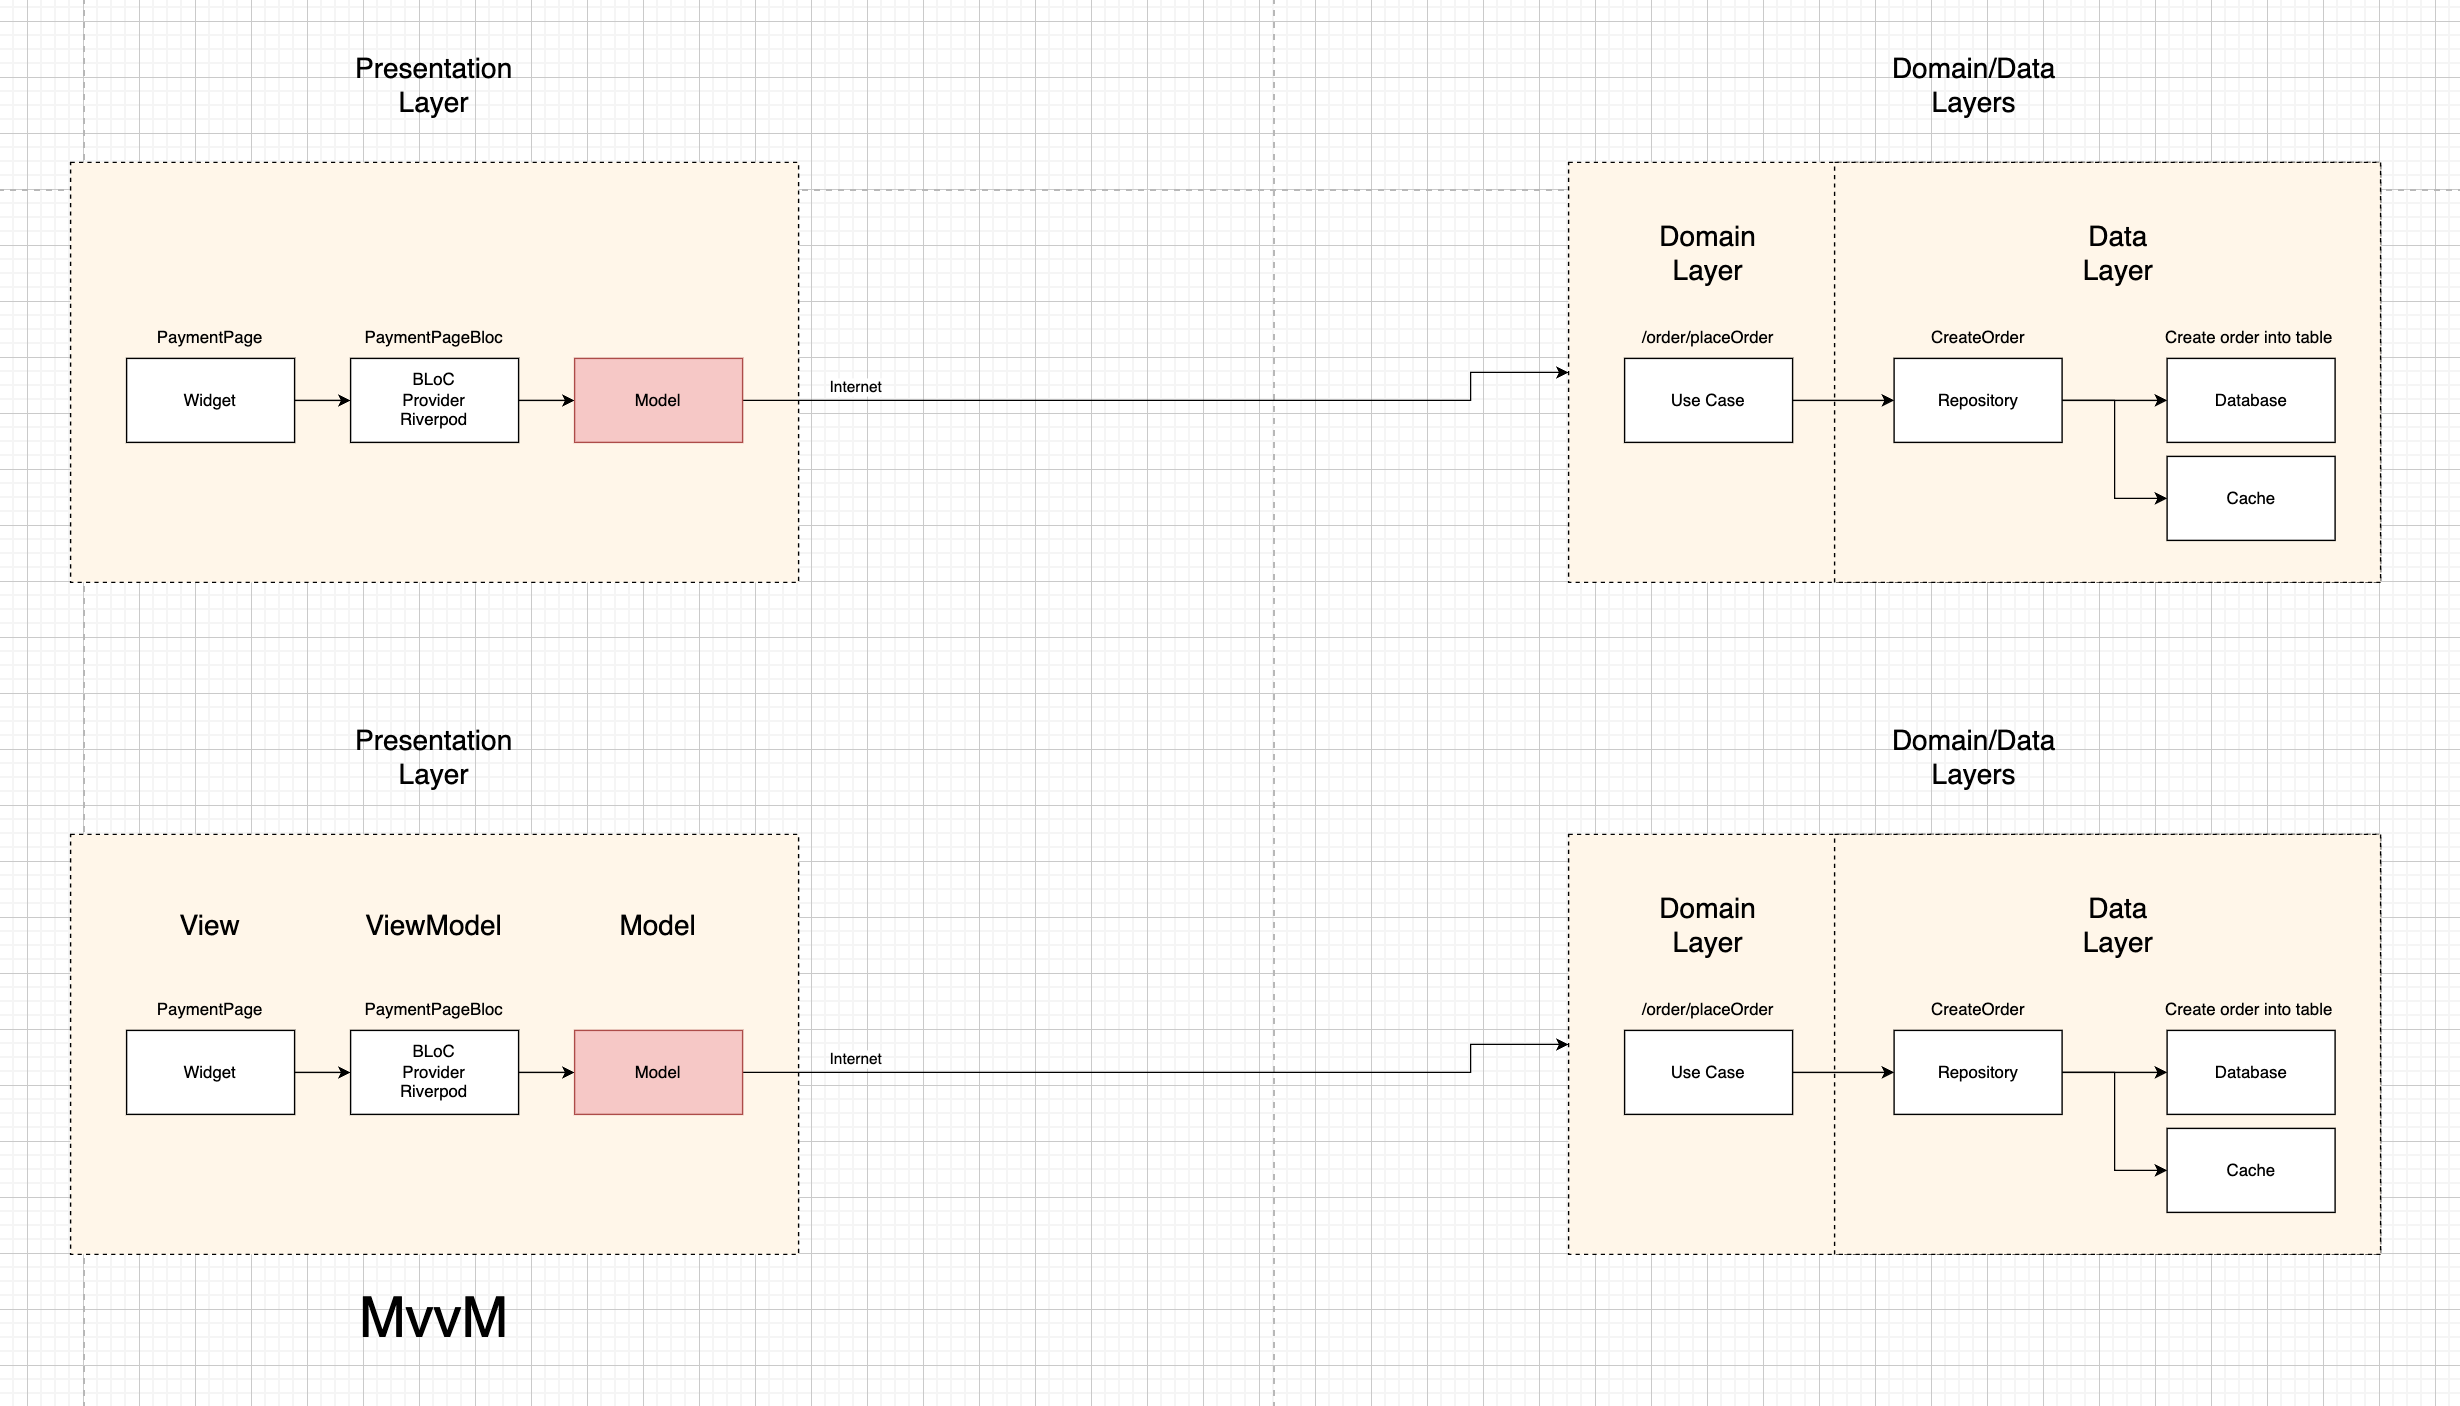 Presentation
Layer
Domain/Data
Layers
Domain
Layer
Data
Layer
PaymentPage
PaymentPageBloc
/order/placeOrder
CreateOrder
Create order into table
Widget
BLoC
Provider
Riverpod
Model
Internet
Use Case
Repository
Database
Cache
Presentation
Layer
Domain/Data
Layers
View
ViewModel
Model
Domain
Layer
Data
Layer
PaymentPage
PaymentPageBloc
/order/placeOrder
CreateOrder
Create order into table
Widget
BLoC
Provider
Riverpod
Model
Internet
Use Case
Repository
Database
Cache
MvvM